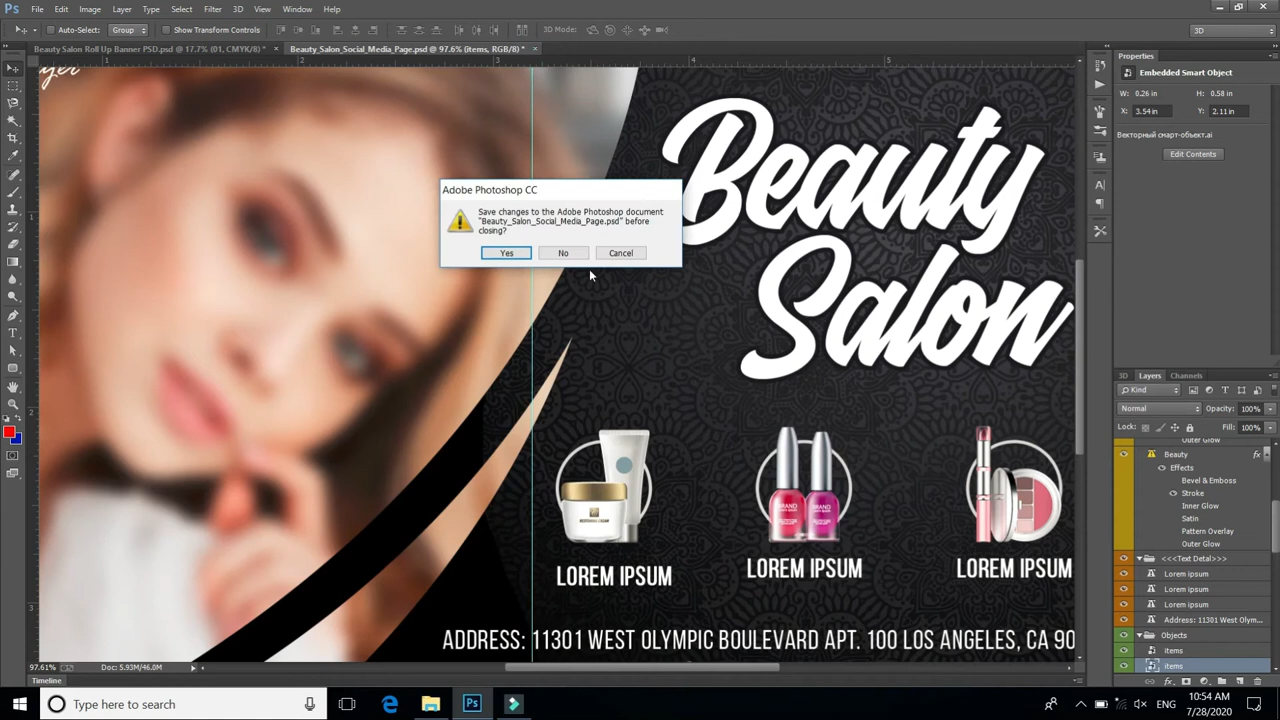 Ps File Edit Image Layer Type Select Filter 3D View Window Help
Auto-Select: Group Show Transform Controls 3D Mode: 3D
Beauty Salon Roll Up Banner PSD.psd @ 17.7% (01, CMYK/8) * × Beauty_Salon_Social_Media_Page.psd @ 97.6% (items, RGB/8) * ×
1 2 3 4 5
Beauty
Salon
Adobe Photoshop CC
Save changes to the Adobe Photoshop document
"Beauty_Salon_Social_Media_Page.psd" before
closing?
Yes No Cancel
LOREM IPSUM
LOREM IPSUM
LOREM IPSUM
ADDRESS: 11301 WEST OLYMPIC BOULEVARD APT. 100 LOS ANGELES, CA 90
Properties
Embedded Smart Object
W: 0.26 in H: 0.58 in
X: 3.54 in Y: 2.11 in
Векторный смарт-объект.ai
Edit Contents
3D Layers Channels
Kind
Normal Opacity: 100%
Lock: Fill: 100%
Outer Glow
Beauty fx
Effects
Bevel & Emboss
Stroke
Inner Glow
Satin
Pattern Overlay
Outer Glow
<<<Text Detal>>>
Lorem ipsum
Lorem ipsum
Lorem ipsum
Address: 11301 West Olym...
Objects
items
items
97.61% Doc: 5.93M/46.0M
Timeline
Type here to search
ENG
10:54 AM
7/28/2020